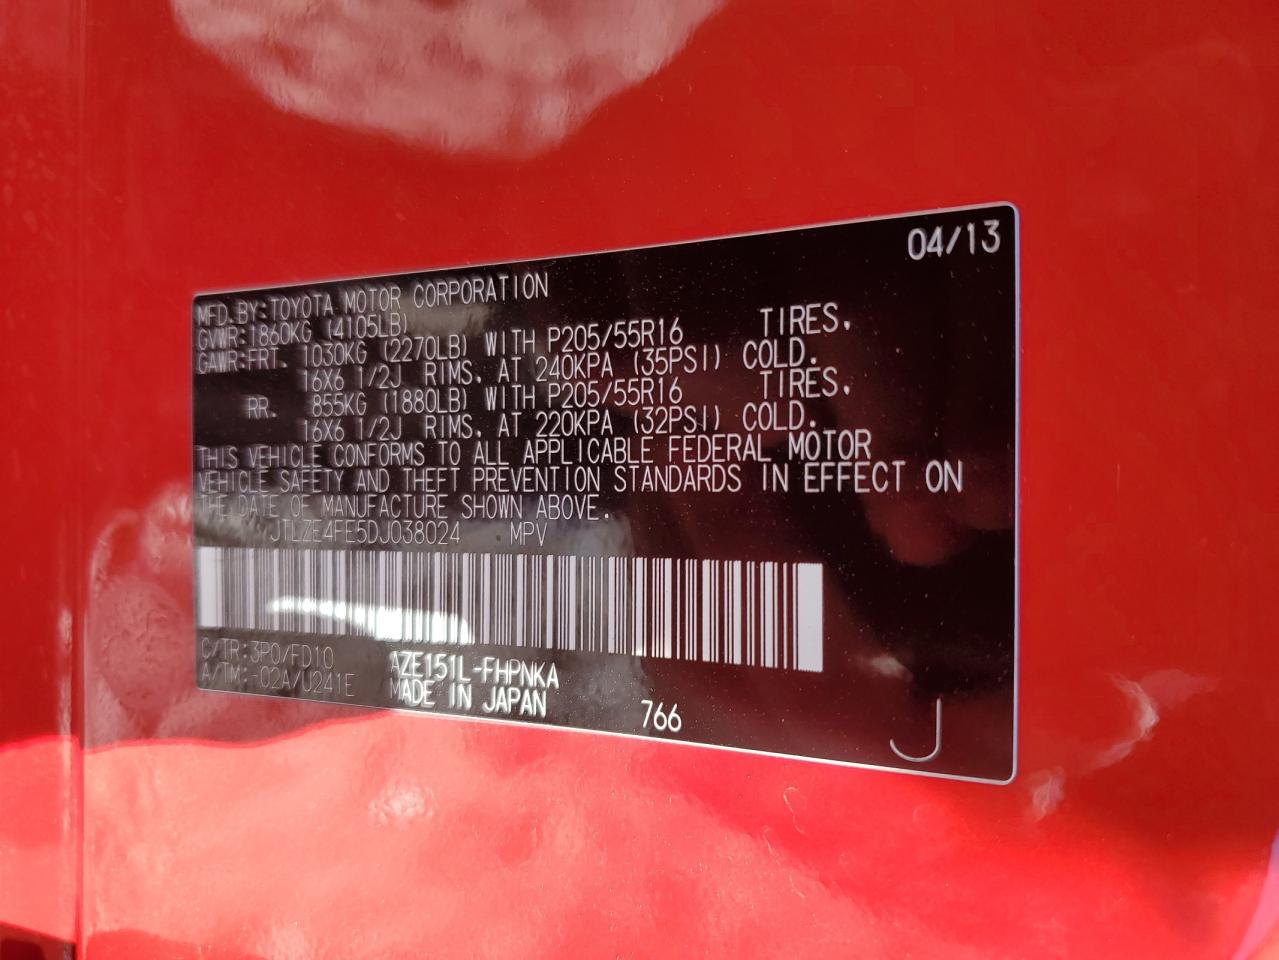 04/13
MFD.BY:TOYOTA MOTOR CORPORATION
GVWR:1860KG (4105LB)
GAWR:FRT. 1030KG (2270LB) WITH P205/55R16 TIRES,
16X6 1/2J RIMS, AT 240KPA (35PSI) COLD.
RR. 855KG (1880LB) WITH P205/55R16 TIRES,
16X6 1/2J RIMS, AT 220KPA (32PSI) COLD.
THIS VEHICLE CONFORMS TO ALL APPLICABLE FEDERAL MOTOR
VEHICLE SAFETY AND THEFT PREVENTION STANDARDS IN EFFECT ON
THE DATE OF MANUFACTURE SHOWN ABOVE.
JTLZE4FE5DJ038024 MPV
C/TR:3P0/FD10 AZE151L-FHPNKA
A/TM:-02A/U241E MADE IN JAPAN 766
J